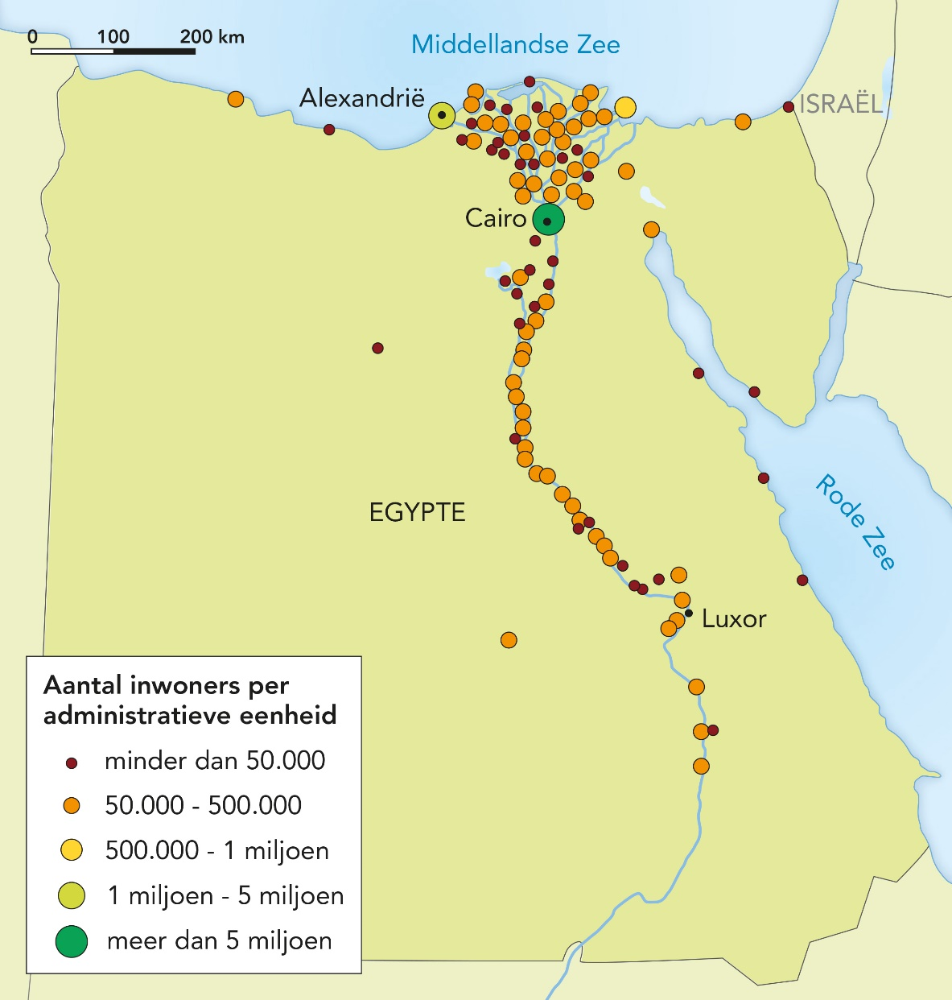 0 100 200 km
Middellandse Zee
Alexandrië
ISRAËL
Cairo
EGYPTE
Rode Zee
Luxor
Aantal inwoners per
administratieve eenheid
minder dan 50.000
50.000 - 500.000
500.000 - 1 miljoen
1 miljoen - 5 miljoen
meer dan 5 miljoen